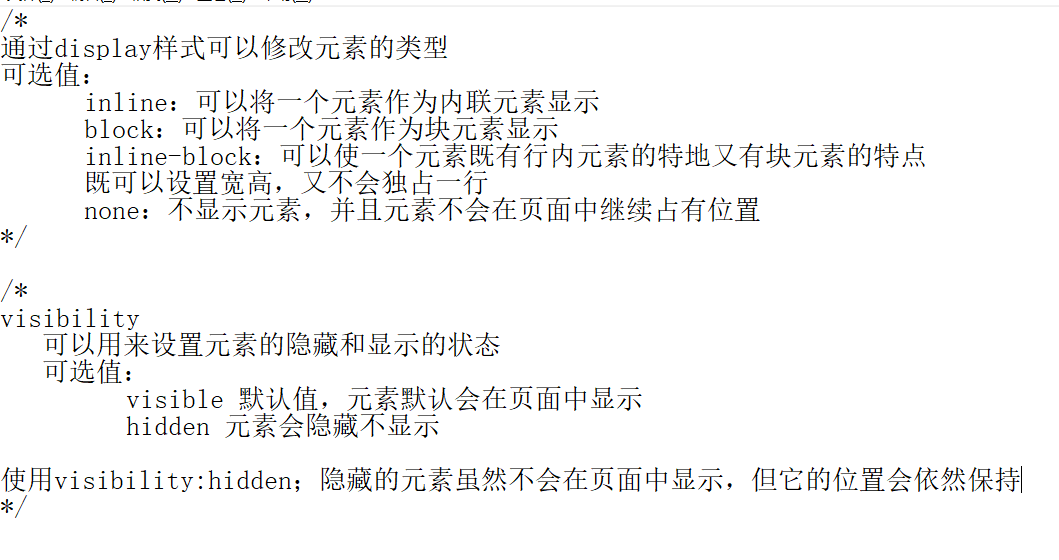 /*
通过display样式可以修改元素的类型
可选值：
inline：可以将一个元素作为内联元素显示
block：可以将一个元素作为块元素显示
inline-block：可以使一个元素既有行内元素的特地又有块元素的特点
既可以设置宽高，又不会独占一行
none：不显示元素，并且元素不会在页面中继续占有位置
*/
/*
visibility
可以用来设置元素的隐藏和显示的状态
可选值：
visible 默认值，元素默认会在页面中显示
hidden 元素会隐藏不显示
使用visibility:hidden；隐藏的元素虽然不会在页面中显示，但它的位置会依然保持
*/